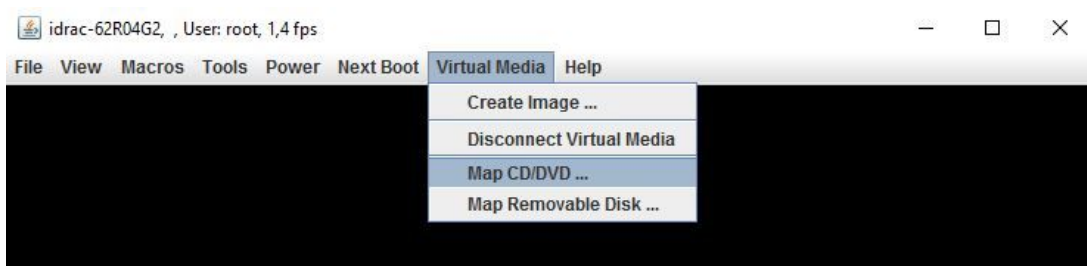 idrac-62R04G2, , User: root, 1,4 fps
File View Macros Tools Power Next Boot Virtual Media Help
Create Image ...
Disconnect Virtual Media
Map CD/DVD ...
Map Removable Disk ...